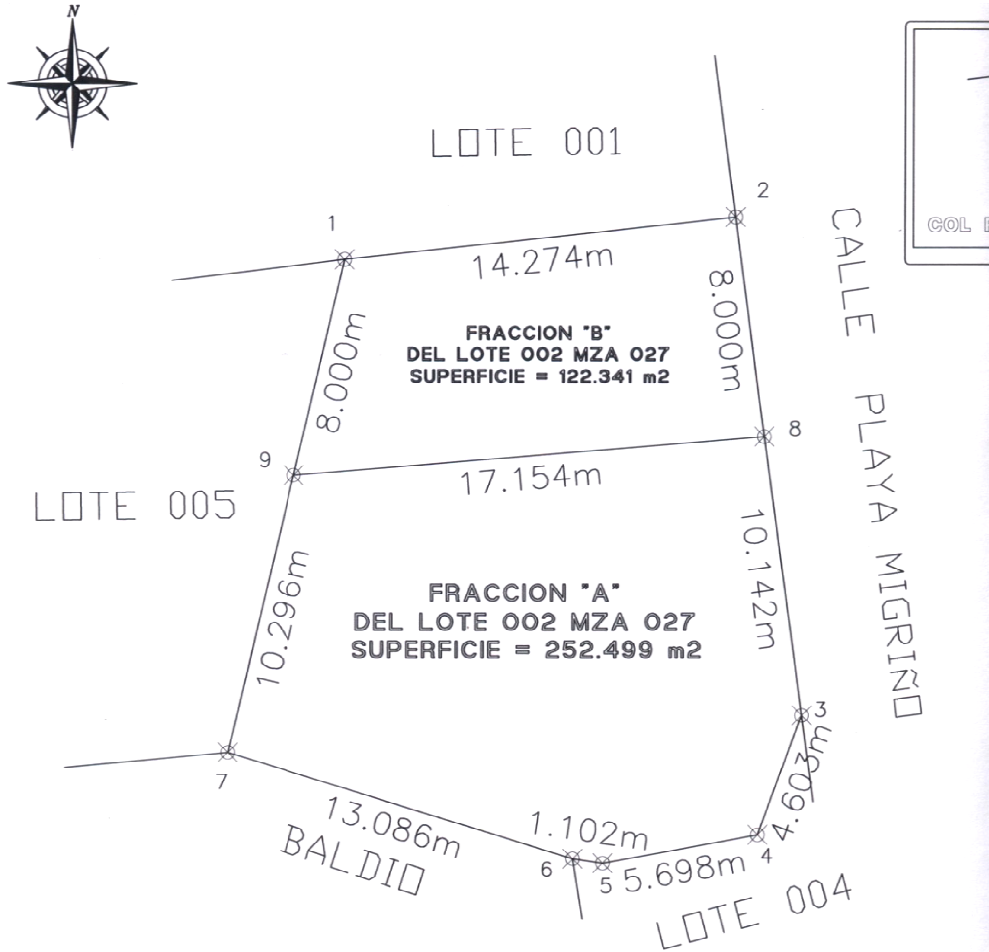 N
LOTE 001
COL
1
2
14.274m
CALLE PLAYA MIGRIÑO
8.000m
8.000m
FRACCION "B"
DEL LOTE 002 MZA 027
SUPERFICIE = 122.341 m2
9
8
17.154m
LOTE 005
10.296m
10.142m
FRACCION "A"
DEL LOTE 002 MZA 027
SUPERFICIE = 252.499 m2
3
7
4.603m
13.086m
1.102m
4
BALDIO
6
5
5.698m
LOTE 004